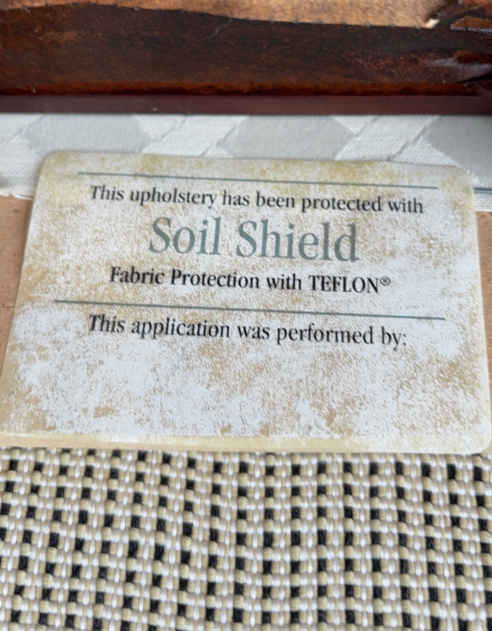 This upholstery has been protected with
Soil Shield
Fabric Protection with TEFLON®
This application was performed by: